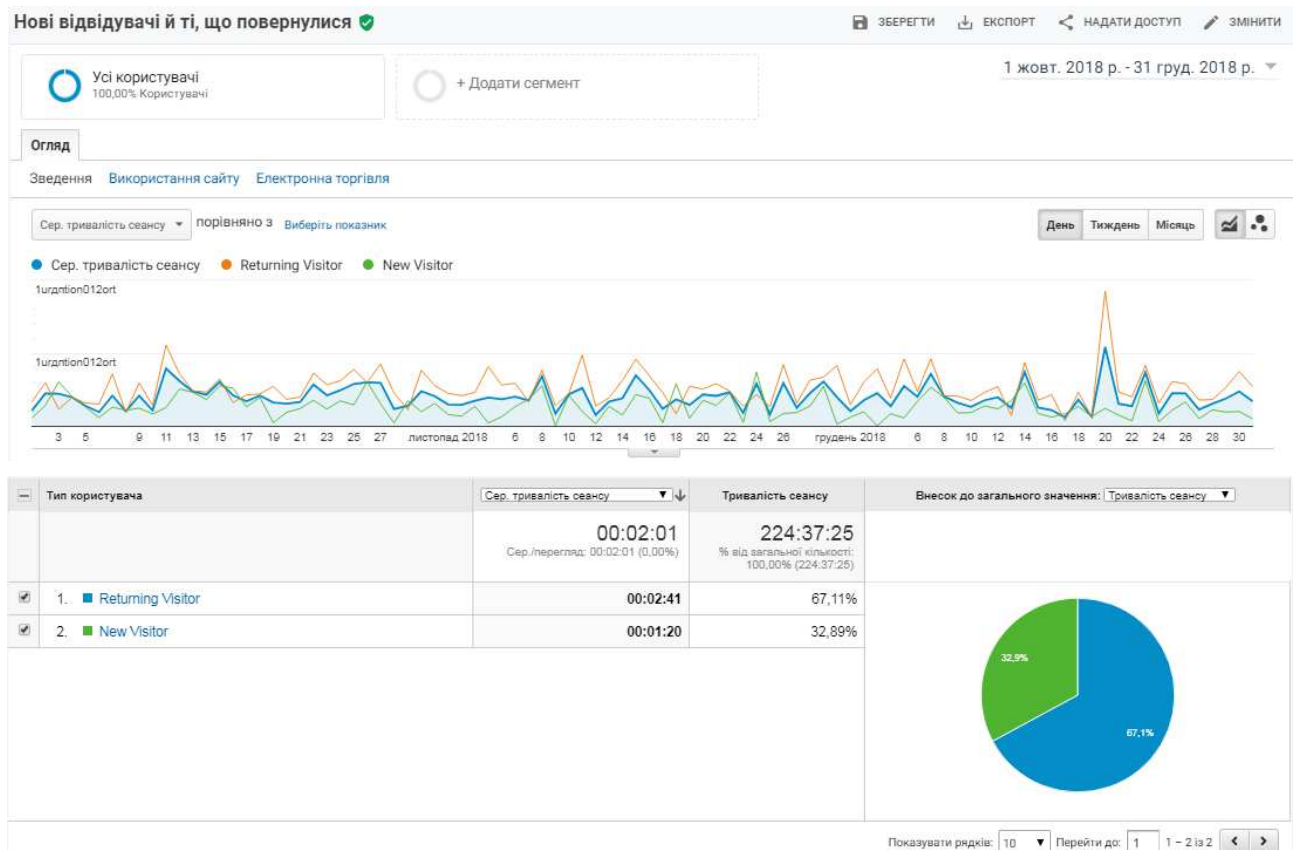 Нові відвідувачі й ті, що повернулися
ЗБЕРЕГТИ ЕКСПОРТ НАДАТИ ДОСТУП ЗМІНИТИ
Усі користувачі
100,00% Користувачі
+ Додати сегмент
1 жовт. 2018 р. - 31 груд. 2018 р.
Огляд
Зведення Використання сайту Електронна торгівля
Сер. тривалість сеансу порівняно з Виберіть показник
День Тиждень Місяць
Сер. тривалість сеансу Returning Visitor New Visitor
3 5 9 11 13 15 17 19 21 23 25 27 листопад 2018 6 8 10 12 14 16 18 20 22 24 26 грудень 2018 6 8 10 12 14 16 18 20 22 24 26 28 30
Тип користувача Сер. тривалість сеансу Тривалість сеансу Внесок до загального значення: Тривалість сеансу
00:02:01 224:37:25
Сер./перегляд: 00:02:01 (0,00%) % від загальної кількості:
100,00% (224:37:25)
1. Returning Visitor 00:02:41 67,11%
2. New Visitor 00:01:20 32,89%
32,9%
67,1%
Показувати рядків: 10 Перейти до: 1 1 – 2 із 2